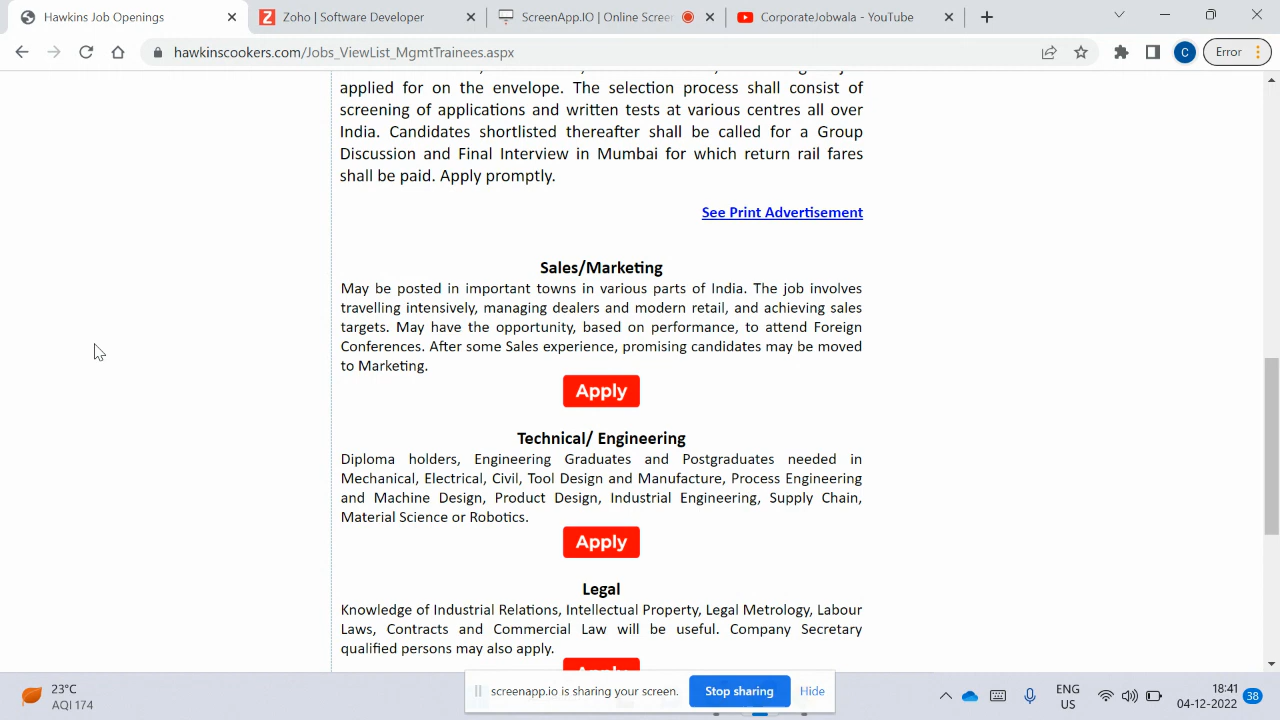 Hawkins Job Openings
Zoho | Software Developer
ScreenApp.IO | Online Screen
CorporateJobwala - YouTube
hawkinscookers.com/Jobs_ViewList_MgmtTrainees.aspx
C
Error
applied for on the envelope. The selection process shall consist of
screening of applications and written tests at various centres all over
India. Candidates shortlisted thereafter shall be called for a Group
Discussion and Final Interview in Mumbai for which return rail fares
shall be paid. Apply promptly.
See Print Advertisement
Sales/Marketing
May be posted in important towns in various parts of India. The job involves
travelling intensively, managing dealers and modern retail, and achieving sales
targets. May have the opportunity, based on performance, to attend Foreign
Conferences. After some Sales experience, promising candidates may be moved
to Marketing.
Apply
Technical/ Engineering
Diploma holders, Engineering Graduates and Postgraduates needed in
Mechanical, Electrical, Civil, Tool Design and Manufacture, Process Engineering
and Machine Design, Product Design, Industrial Engineering, Supply Chain,
Material Science or Robotics.
Apply
Legal
Knowledge of Industrial Relations, Intellectual Property, Legal Metrology, Labour
Laws, Contracts and Commercial Law will be useful. Company Secretary
qualified persons may also apply.
screenapp.io is sharing your screen.
Stop sharing
Hide
23°C
AQI 174
ENG
US
18:41
04-12-2022
38